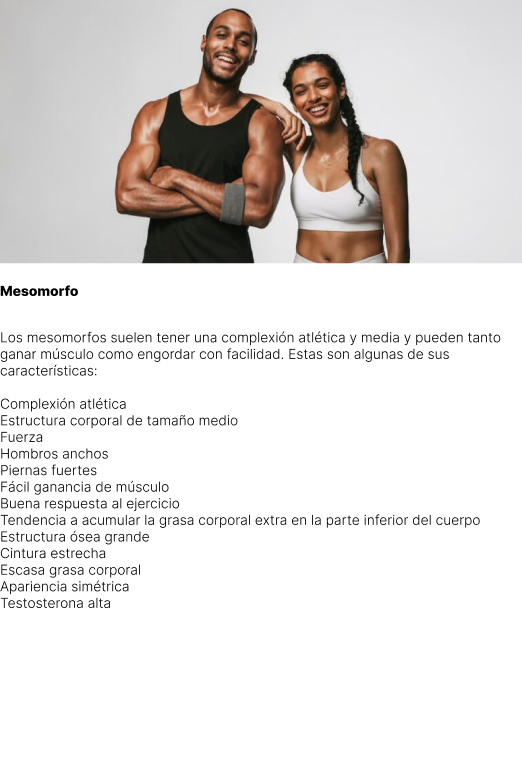 Mesomorfo
Los mesomorfos suelen tener una complexión atlética y media y pueden tanto
ganar músculo como engordar con facilidad. Estas son algunas de sus
características:
Complexión atlética
Estructura corporal de tamaño medio
Fuerza
Hombros anchos
Piernas fuertes
Fácil ganancia de músculo
Buena respuesta al ejercicio
Tendencia a acumular la grasa corporal extra en la parte inferior del cuerpo
Estructura ósea grande
Cintura estrecha
Escasa grasa corporal
Apariencia simétrica
Testosterona alta